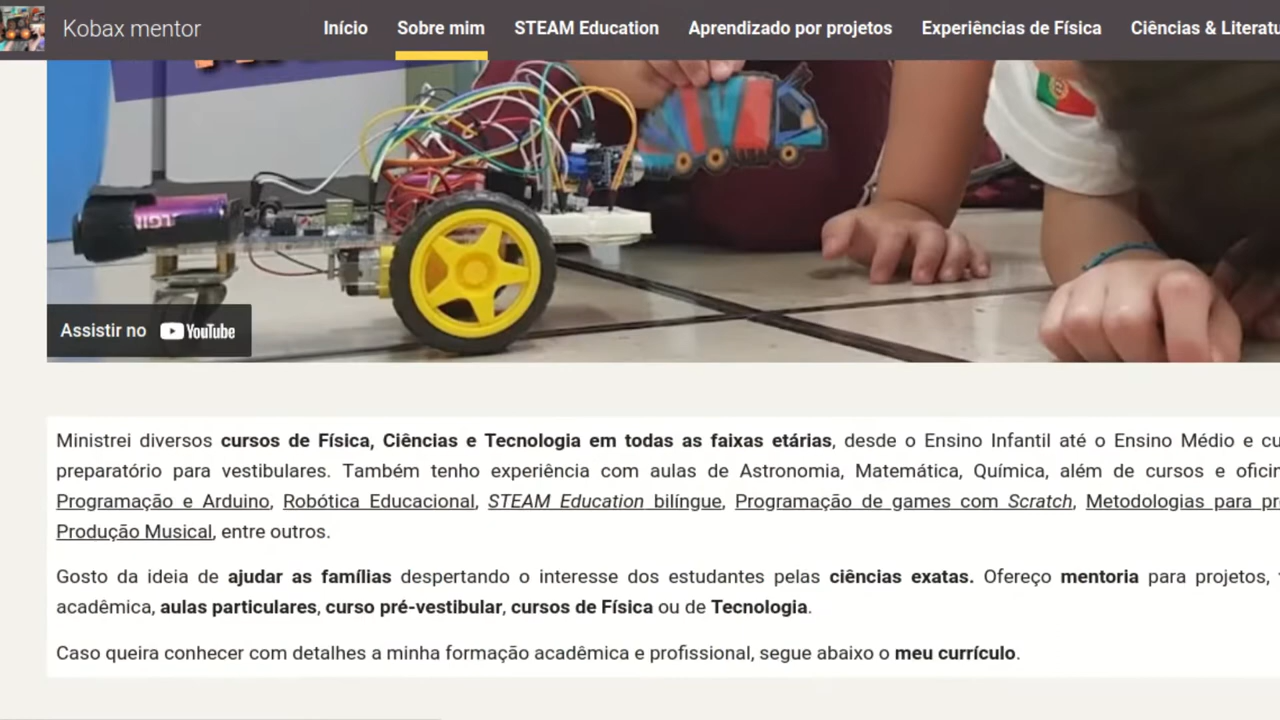 Kobax mentor Início Sobre mim STEAM Education Aprendizado por projetos Experiências de Física Ciências &
Assistir no YouTube
Ministrei diversos cursos de Física, Ciências e Tecnologia em todas as faixas etárias, desde o Ensino Infantil até o Ensino Médio e
preparatório para vestibulares. Também tenho experiência com aulas de Astronomia, Matemática, Química, além de cursos e
Programação e Arduino, Robótica Educacional, STEAM Education bilíngue, Programação de games com Scratch, Metodologias para
Produção Musical, entre outros.
Gosto da ideia de ajudar as famílias despertando o interesse dos estudantes pelas ciências exatas. Ofereço mentoria para projetos,
acadêmica, aulas particulares, curso pré-vestibular, cursos de Física ou de Tecnologia.
Caso queira conhecer com detalhes a minha formação acadêmica e profissional, segue abaixo o meu currículo.